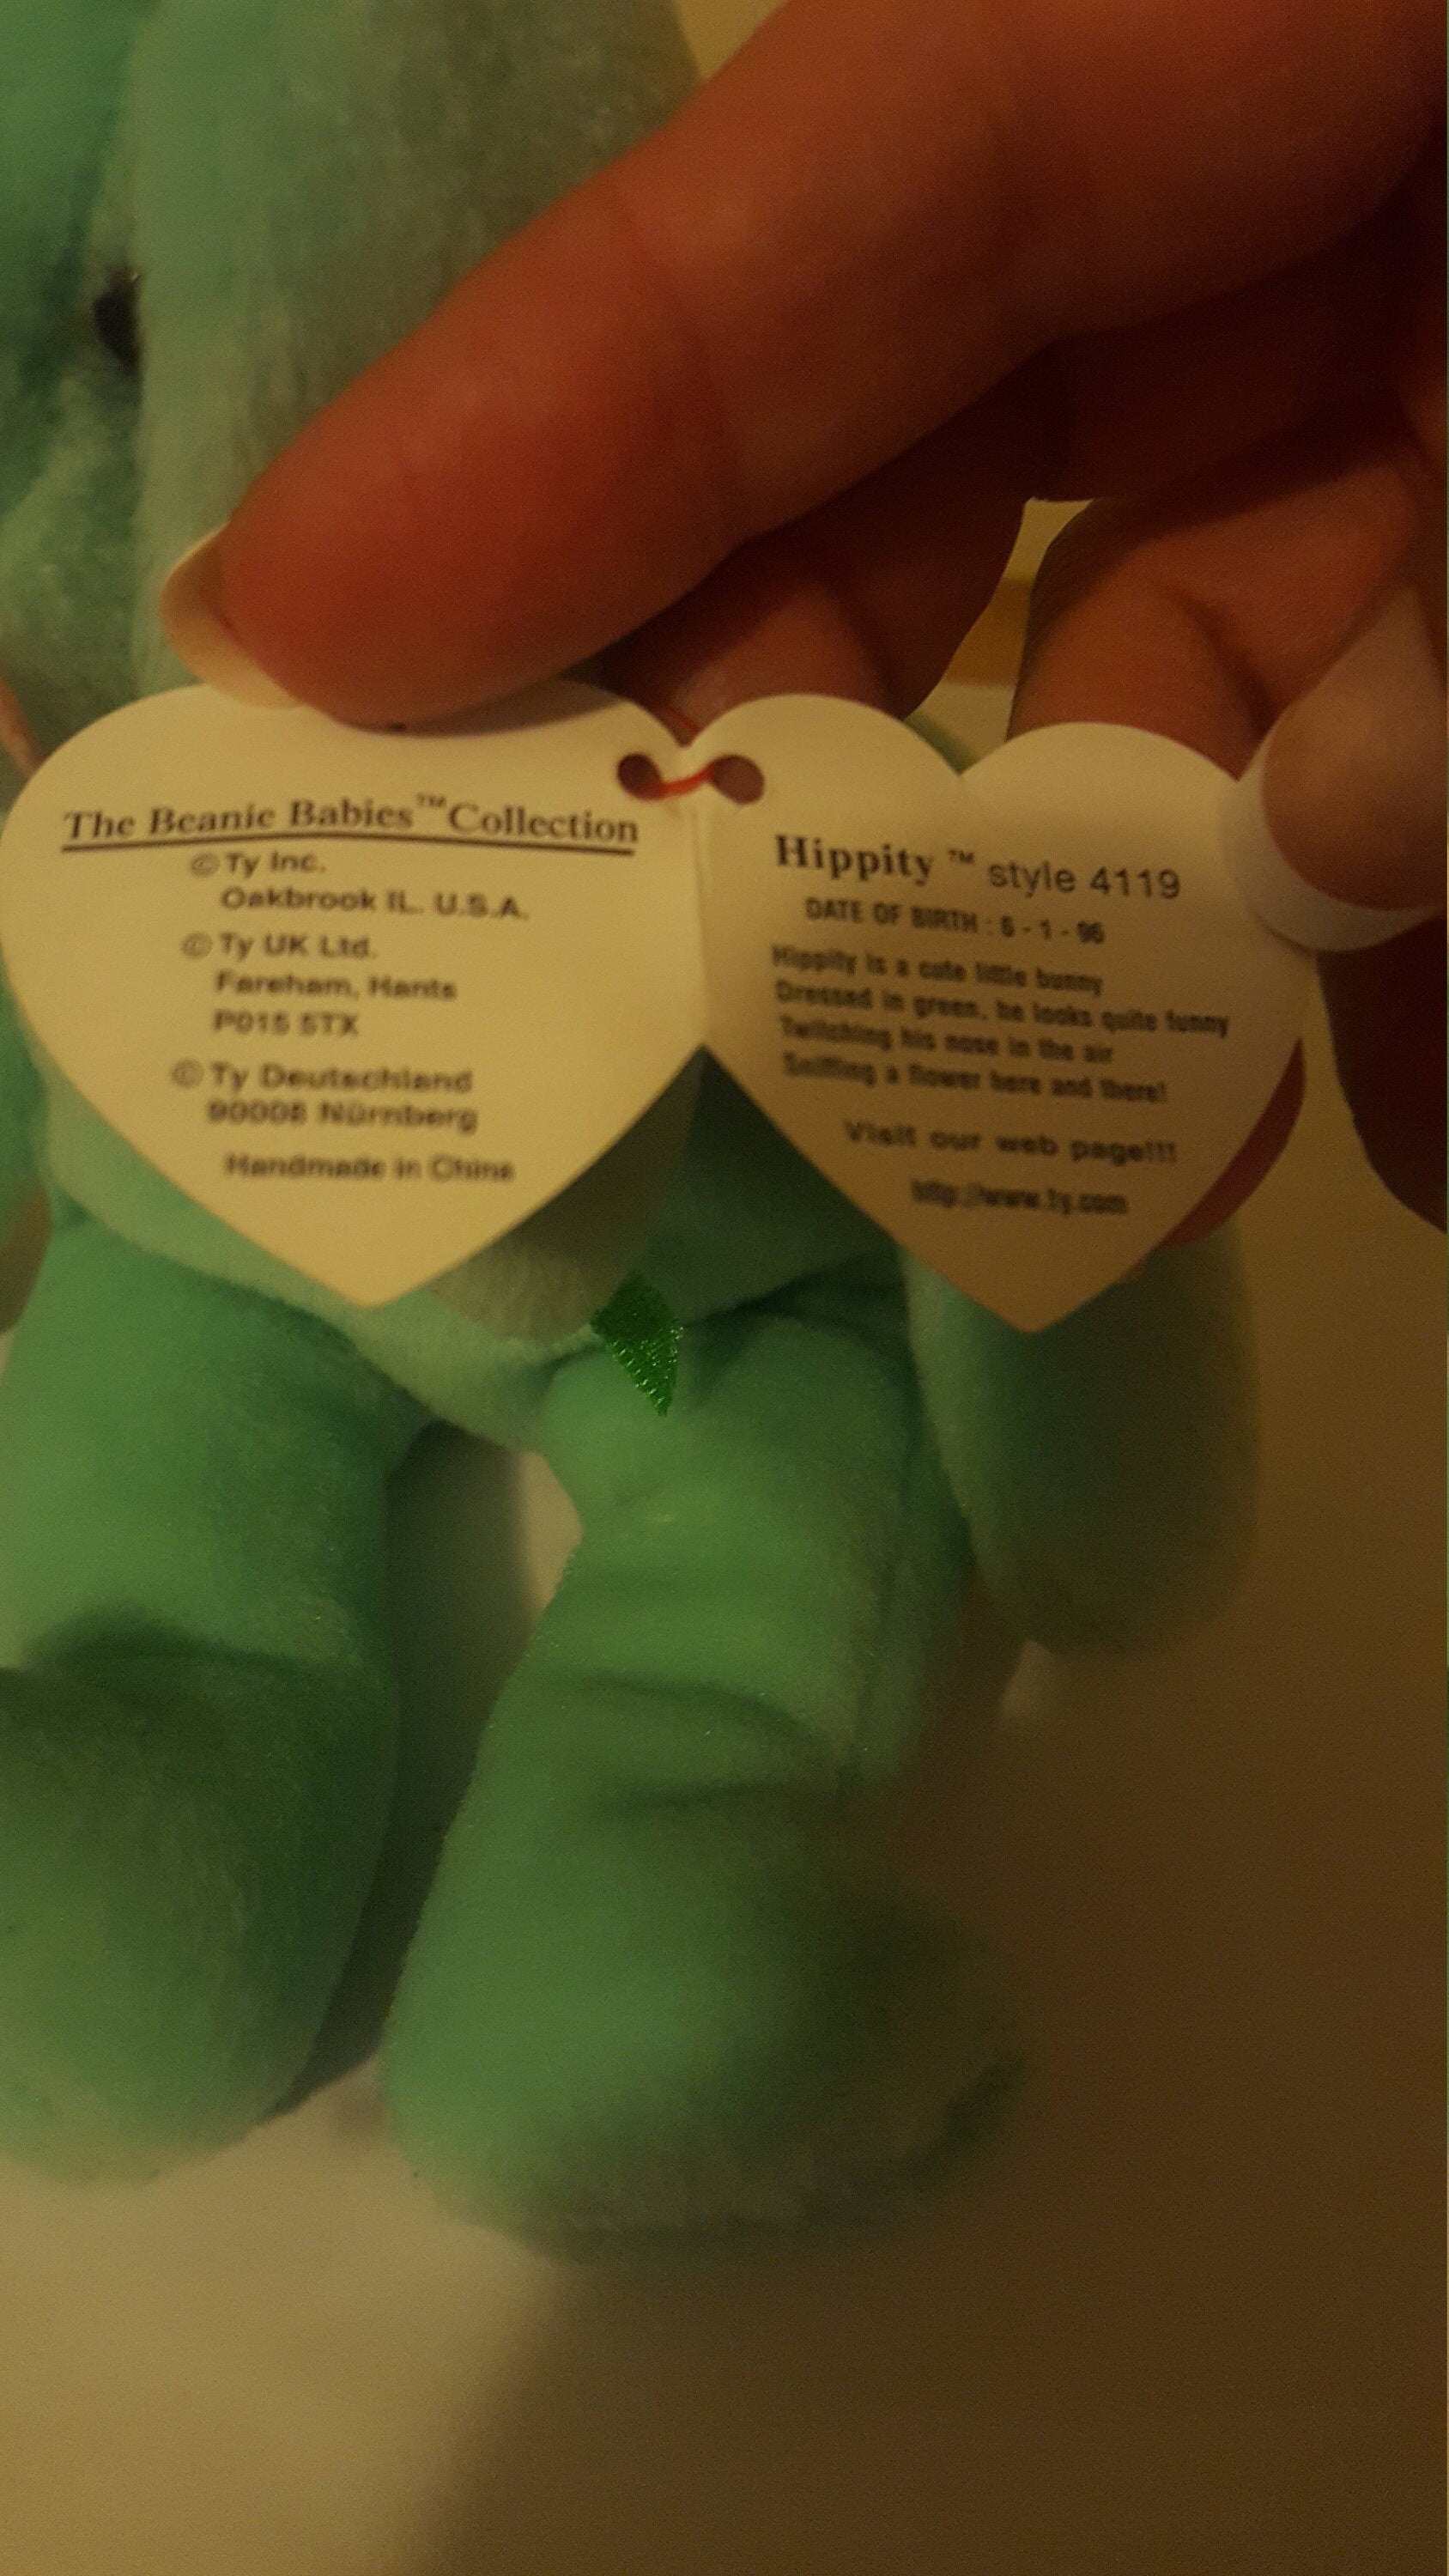 The Beanie Babies™Collection
© Ty Inc.
Oakbrook IL. U.S.A.
© Ty UK Ltd.
Fareham, Hants
P015 5TX
© Ty Deutschland
90008 Nürnberg
Handmade in China
Hippity ™ style 4119
DATE OF BIRTH : 6 - 1 - 96
Hippity is a cute little bunny
Dressed in green, he looks quite funny
Twitching his nose in the air
Sniffing a flower here and there!
Visit our web page!!!
http://www.ty.com